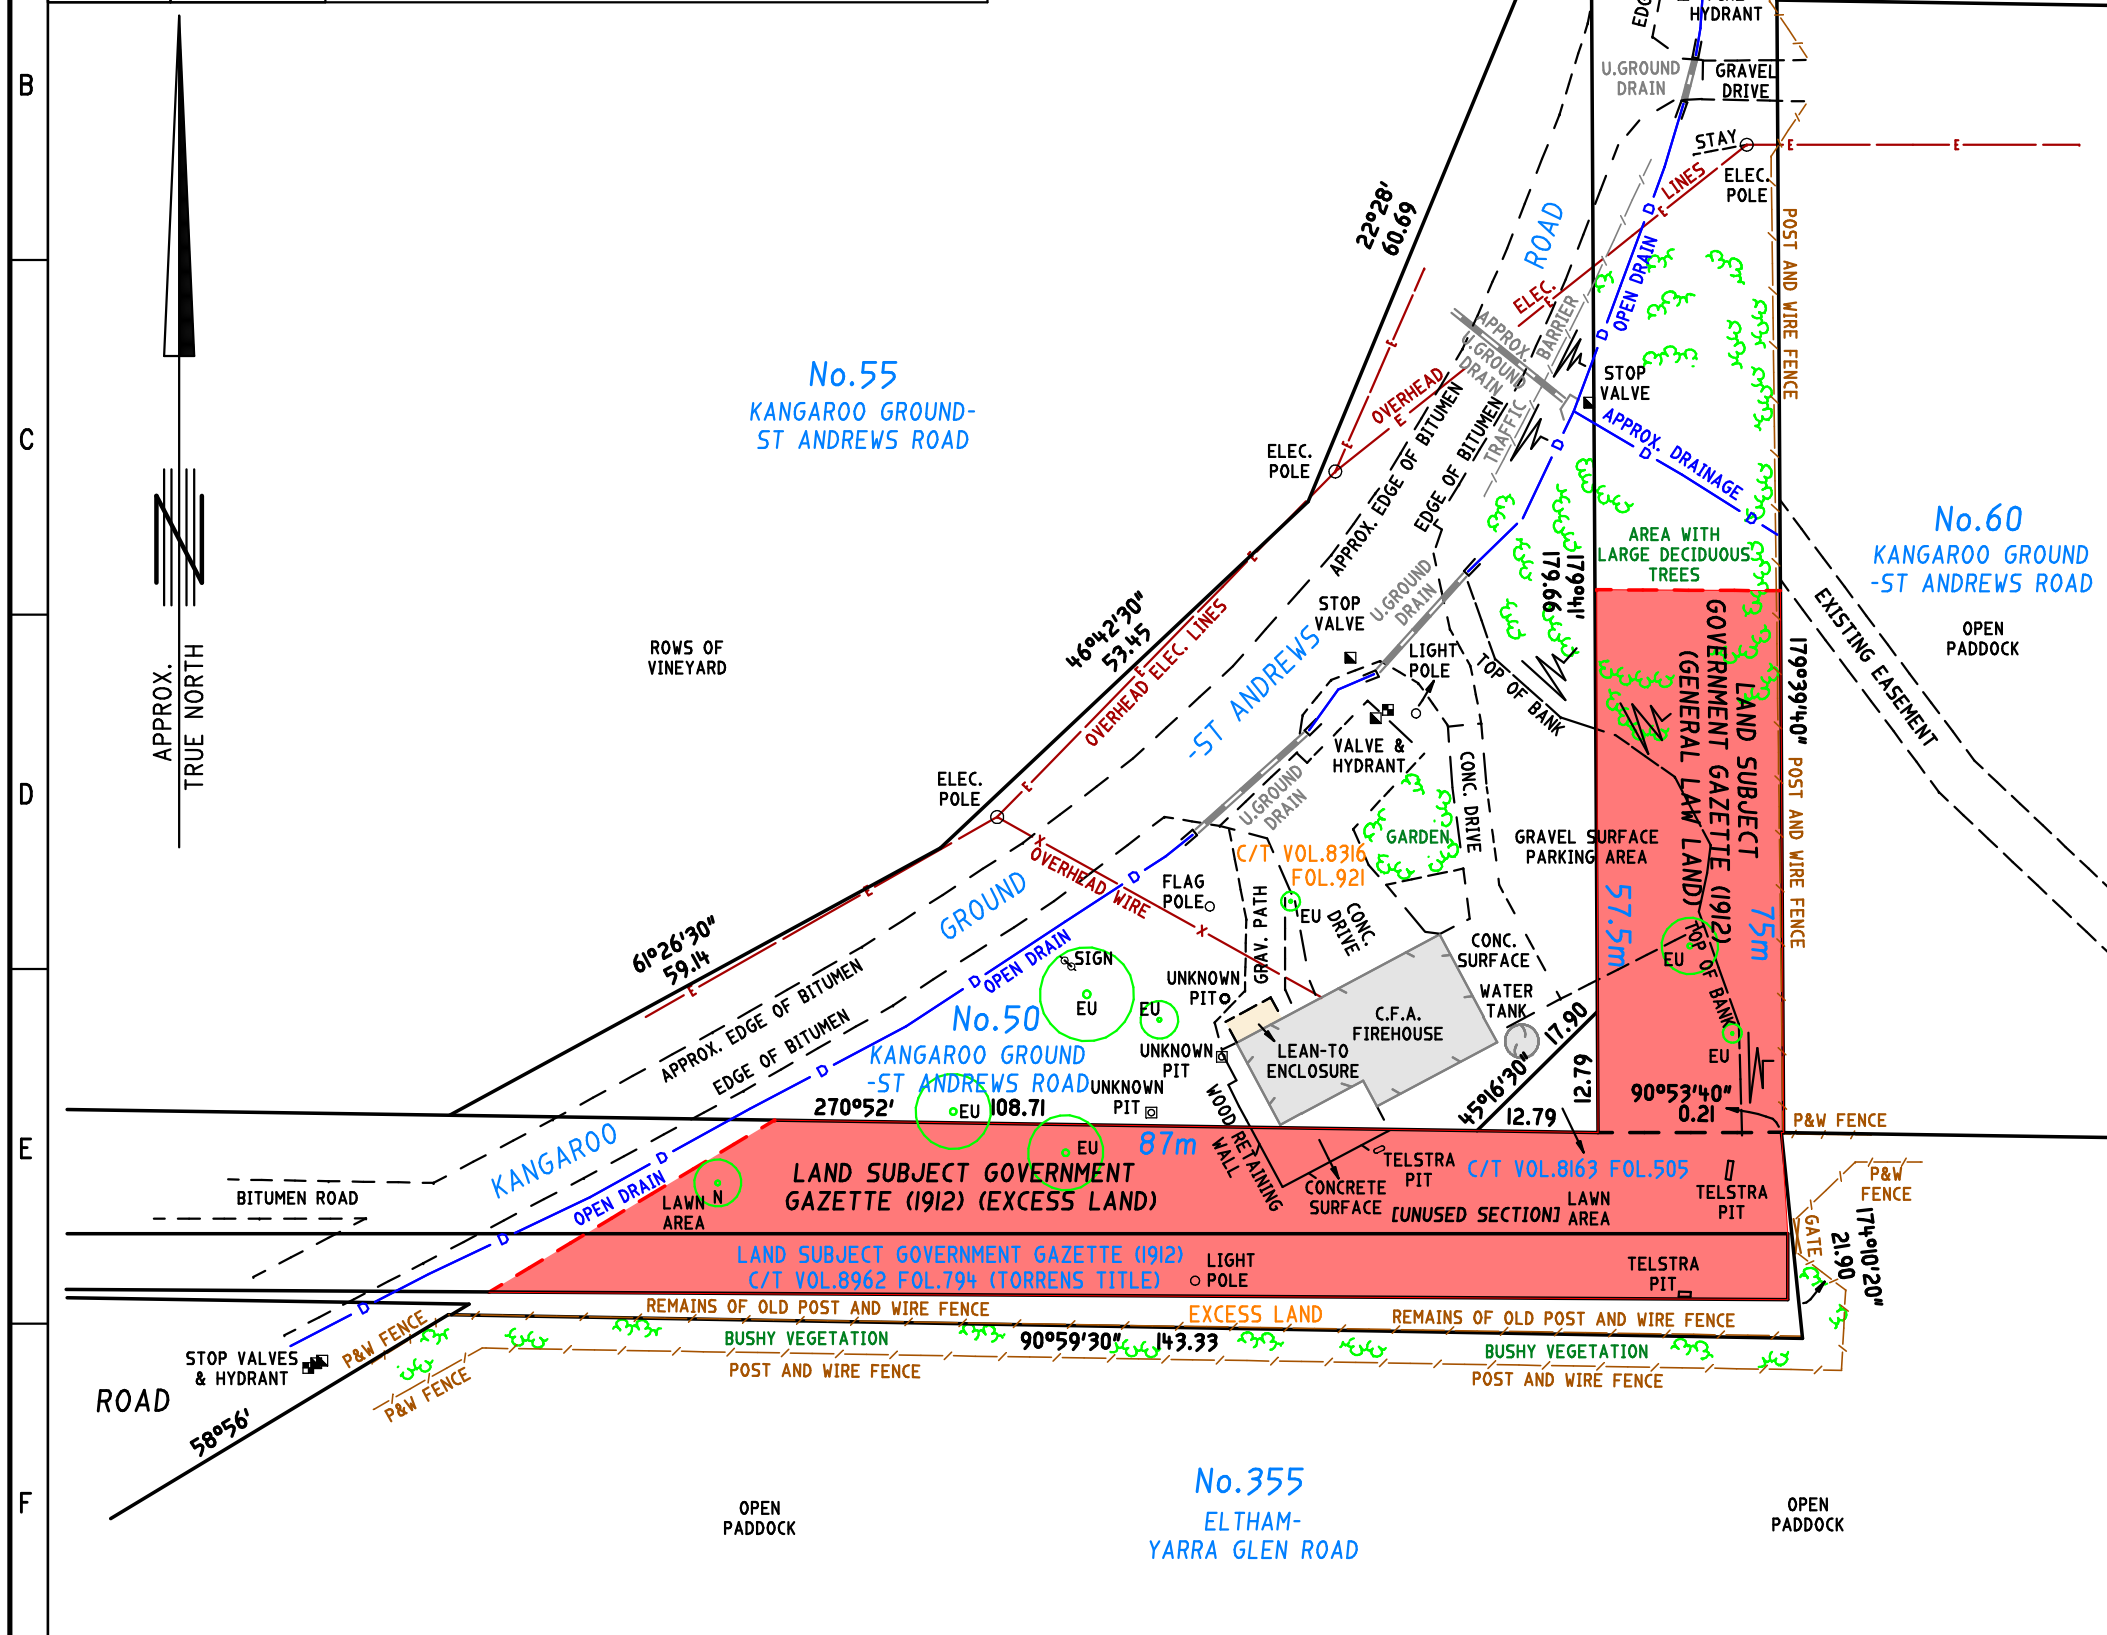 B
C
D
E
F
APPROX.
TRUE NORTH
N
HYDRANT
U.GROUND
DRAIN
GRAVEL
DRIVE
STAY
ELEC.
POLE
E
E
ELEC. LINES
E
E
22°28'
60.69
ROAD
OPEN DRAIN
D
D
POST AND WIRE FENCE
APPROX.
U.GROUND
DRAIN
TRAFFIC BARRIER
STOP
VALVE
APPROX. DRAINAGE
D
D
D
OVERHEAD
E
E
E
ELEC.
POLE
APPROX. EDGE OF BITUMEN
EDGE OF BITUMEN
No.55
KANGAROO GROUND-
ST ANDREWS ROAD
No.60
KANGAROO GROUND
-ST ANDREWS ROAD
AREA WITH
LARGE DECIDUOUS
TREES
179°41'
179.66
EXISTING EASEMENT
OPEN
PADDOCK
ROWS OF
VINEYARD
46°42'30"
53.45
E
E
E
OVERHEAD ELEC. LINES
-ST ANDREWS
STOP
VALVE
U.GROUND
DRAIN
LIGHT
POLE
TOP OF BANK
VALVE &
HYDRANT
CONC. DRIVE
LAND SUBJECT
GOVERNMENT GAZETTE (1912)
(GENERAL LAW LAND)
179°39'40"
POST AND WIRE FENCE
ELEC.
POLE
U.GROUND
DRAIN
GARDEN
GRAVEL SURFACE
PARKING AREA
C/T VOL.8316
FOL.921
X
OVERHEAD WIRE
X
D
FLAG
POLE
GRAV. PATH
EU
CONC.
DRIVE
57.5m
75m
EU
TOP OF BANK
GROUND
61°26'30"
59.14
E
E
APPROX. EDGE OF BITUMEN
EDGE OF BITUMEN
OPEN DRAIN
D
SIGN
EU
EU
UNKNOWN
PIT
CONC.
SURFACE
WATER
TANK
C.F.A.
FIREHOUSE
LEAN-TO
ENCLOSURE
No.50
KANGAROO GROUND
-ST ANDREWS ROAD
UNKNOWN
PIT
UNKNOWN
PIT
D
270°52'
108.71
EU
EU
87m
WOOD RETAINING
WALL
45°16'30"
17.90
12.79
12.79
EU
90°53'40"
0.21
P&W FENCE
KANGAROO
D
BITUMEN ROAD
OPEN DRAIN
D
D
LAWN
AREA
N
LAND SUBJECT GOVERNMENT
GAZETTE (1912) (EXCESS LAND)
CONCRETE
SURFACE
TELSTRA
PIT
C/T VOL.8163 FOL.505
[UNUSED SECTION]
LAWN
AREA
TELSTRA
PIT
P&W
FENCE
GATE
174°10'20"
21.90
LAND SUBJECT GOVERNMENT GAZETTE (1912)
C/T VOL.8962 FOL.794 (TORRENS TITLE)
LIGHT
POLE
TELSTRA
PIT
REMAINS OF OLD POST AND WIRE FENCE
EXCESS LAND
REMAINS OF OLD POST AND WIRE FENCE
BUSHY VEGETATION
90°59'30"
143.33
BUSHY VEGETATION
POST AND WIRE FENCE
POST AND WIRE FENCE
P&W FENCE
P&W FENCE
STOP VALVES
& HYDRANT
ROAD
58°56'
No.355
ELTHAM-
YARRA GLEN ROAD
OPEN
PADDOCK
OPEN
PADDOCK